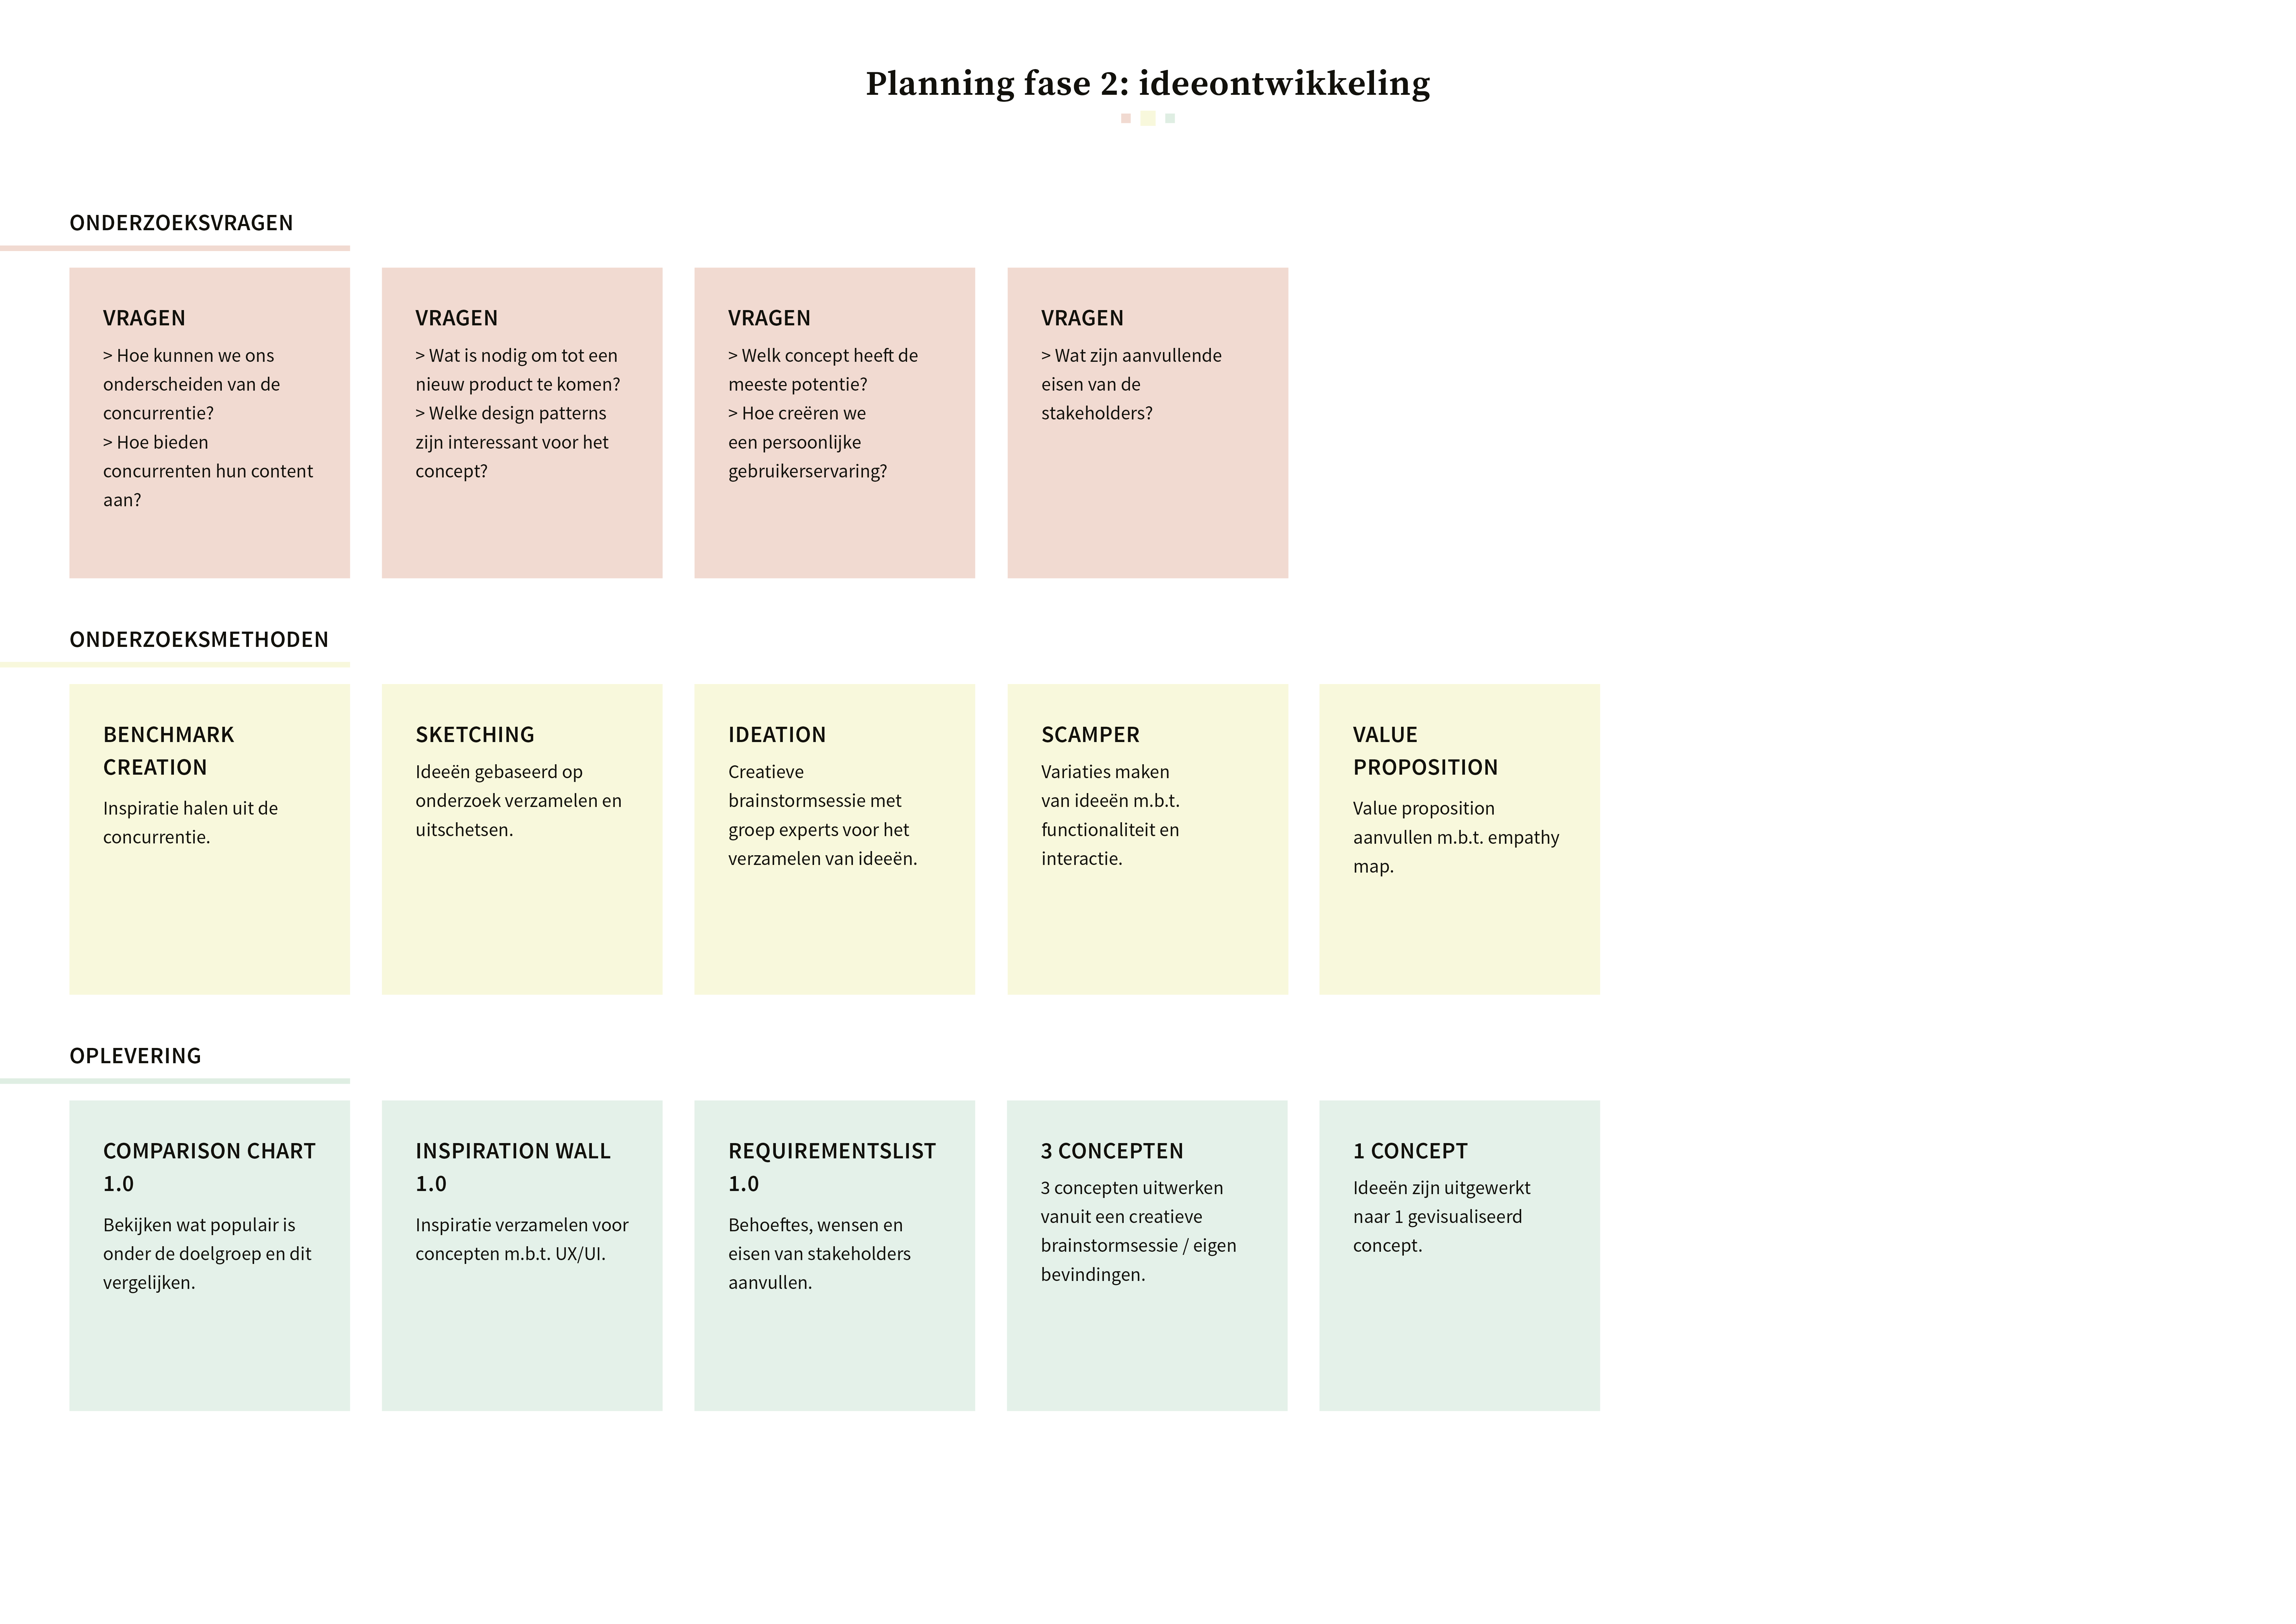 Planning fase 2: ideeontwikkeling
ONDERZOEKSVRAGEN
VRAGEN
> Hoe kunnen we ons
onderscheiden van de
concurrentie?
> Hoe bieden
concurrenten hun content
aan?
VRAGEN
> Wat is nodig om tot een
nieuw product te komen?
> Welke design patterns
zijn interessant voor het
concept?
VRAGEN
> Welk concept heeft de
meeste potentie?
> Hoe creëren we
een persoonlijke
gebruikerservaring?
VRAGEN
> Wat zijn aanvullende
eisen van de
stakeholders?
ONDERZOEKSMETHODEN
BENCHMARK
CREATION
Inspiratie halen uit de
concurrentie.
SKETCHING
Ideeën gebaseerd op
onderzoek verzamelen en
uitschetsen.
IDEATION
Creatieve
brainstormsessie met
groep experts voor het
verzamelen van ideeën.
SCAMPER
Variaties maken
van ideeën m.b.t.
functionaliteit en
interactie.
VALUE
PROPOSITION
Value proposition
aanvullen m.b.t. empathy
map.
OPLEVERING
COMPARISON CHART
1.0
Bekijken wat populair is
onder de doelgroep en dit
vergelijken.
INSPIRATION WALL
1.0
Inspiratie verzamelen voor
concepten m.b.t. UX/UI.
REQUIREMENTSLIST
1.0
Behoeftes, wensen en
eisen van stakeholders
aanvullen.
3 CONCEPTEN
3 concepten uitwerken
vanuit een creatieve
brainstormsessie / eigen
bevindingen.
1 CONCEPT
Ideeën zijn uitgewerkt
naar 1 gevisualiseerd
concept.